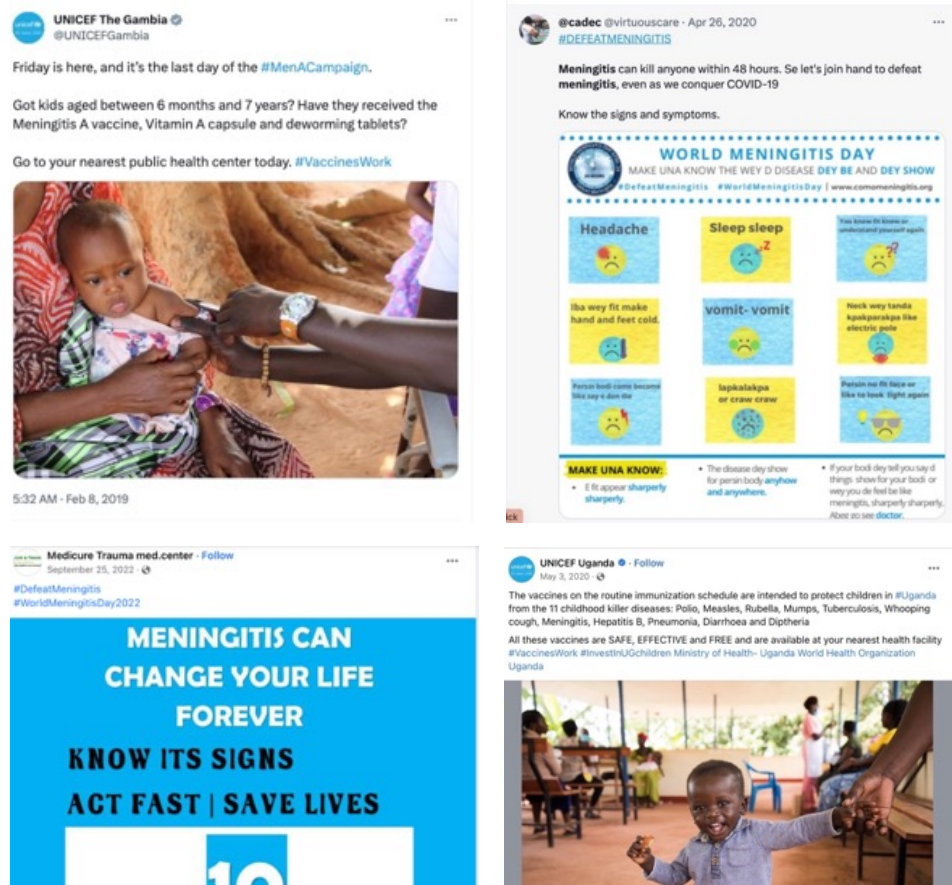 UNICEF The Gambia
@UNICEFGambia
Friday is here, and it's the last day of the #MenACampaign.
Got kids aged between 6 months and 7 years? Have they received the
Meningitis A vaccine, Vitamin A capsule and deworming tablets?
Go to your nearest public health center today. #VaccinesWork
5:32 AM · Feb 8, 2019
@cadec @virtuouscare · Apr 26, 2020
#DEFEATMENINGITIS
Meningitis can kill anyone within 48 hours. Se let's join hand to defeat
meningitis, even as we conquer COVID-19
Know the signs and symptoms.
WORLD MENINGITIS DAY
MAKE UNA KNOW THE WEY D DISEASE DEY BE AND DEY SHOW
#DefeatMeningitis #WorldMeningitisDay | www.comomeningitis.org
Headache
Sleep sleep
You know fit know or
understand yourself again
Iba wey fit make
hand and feet cold.
vomit- vomit
Neck wey tanda
kpakparakpa like
electric pole
Persin bodi come become
like say e don die
lapkalakpa
or craw craw
Persin no fit face or
like to look light again
MAKE UNA KNOW:
• E fit appear sharperly
sharperly.
• The disease dey show
for persin body anyhow
and anywhere.
• If your bodi dey tell you say d
things show for your bodi or
wey you de feel be like
meningitis, sharperly sharperly,
Abeg go see doctor.
ick
Medicure Trauma med.center · Follow
September 25, 2022 ·
#DefeatMeningitis
#WorldMeningitisDay2022
MENINGITIS CAN
CHANGE YOUR LIFE
FOREVER
KNOW ITS SIGNS
ACT FAST | SAVE LIVES
10
UNICEF Uganda · Follow
May 3, 2020 ·
The vaccines on the routine immunization schedule are intended to protect children in #Uganda
from the 11 childhood killer diseases: Polio, Measles, Rubella, Mumps, Tuberculosis, Whooping
cough, Meningitis, Hepatitis B, Pneumonia, Diarrhoea and Diptheria
All these vaccines are SAFE, EFFECTIVE and FREE and are available at your nearest health facility
#VaccinesWork #InvestInUGchildren Ministry of Health- Uganda World Health Organization
Uganda